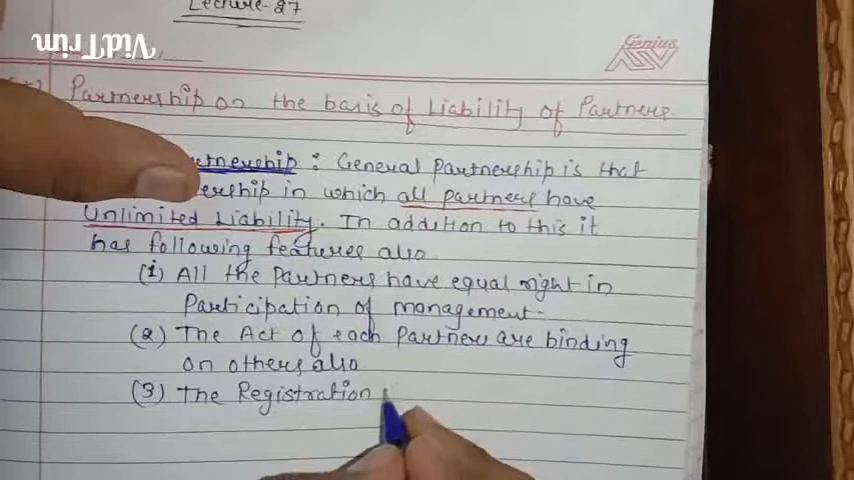 Lecture-27
VidTrim
Genius
Partnership on the basis of Liability of Partners
rtnership : General Partnership is that
ership in which all partners have
Unlimited Liability. In addition to this it
has following features also.
(1) All the Partners have equal right in
Participation of management.
(2) The Act of each Partners are binding
on others also
(3) The Registration